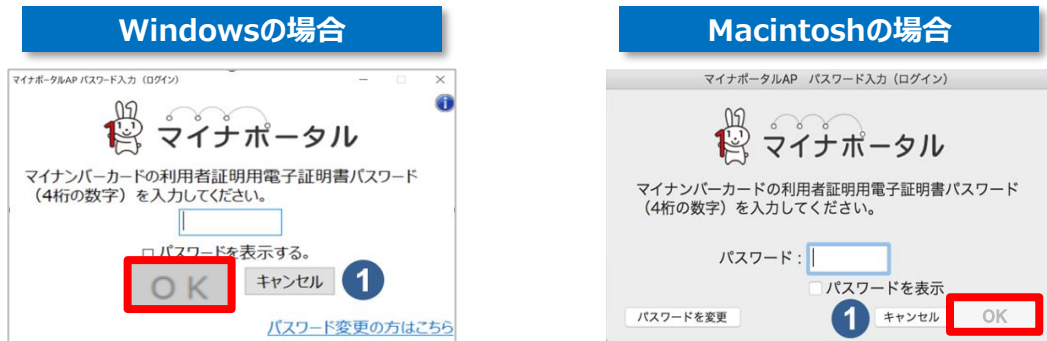 Windowsの場合
マイナポータルAP パスワード入力（ログイン）
マイナポータル
マイナンバーカードの利用者証明用電子証明書パスワード
（4桁の数字）を入力してください。
パスワードを表示する。
OK
キャンセル
1
パスワード変更の方はこちら
Macintoshの場合
マイナポータルAP　パスワード入力（ログイン）
マイナポータル
マイナンバーカードの利用者証明用電子証明書パスワード
（4桁の数字）を入力してください。
パスワード：
パスワードを表示
パスワードを変更
1
キャンセル
OK